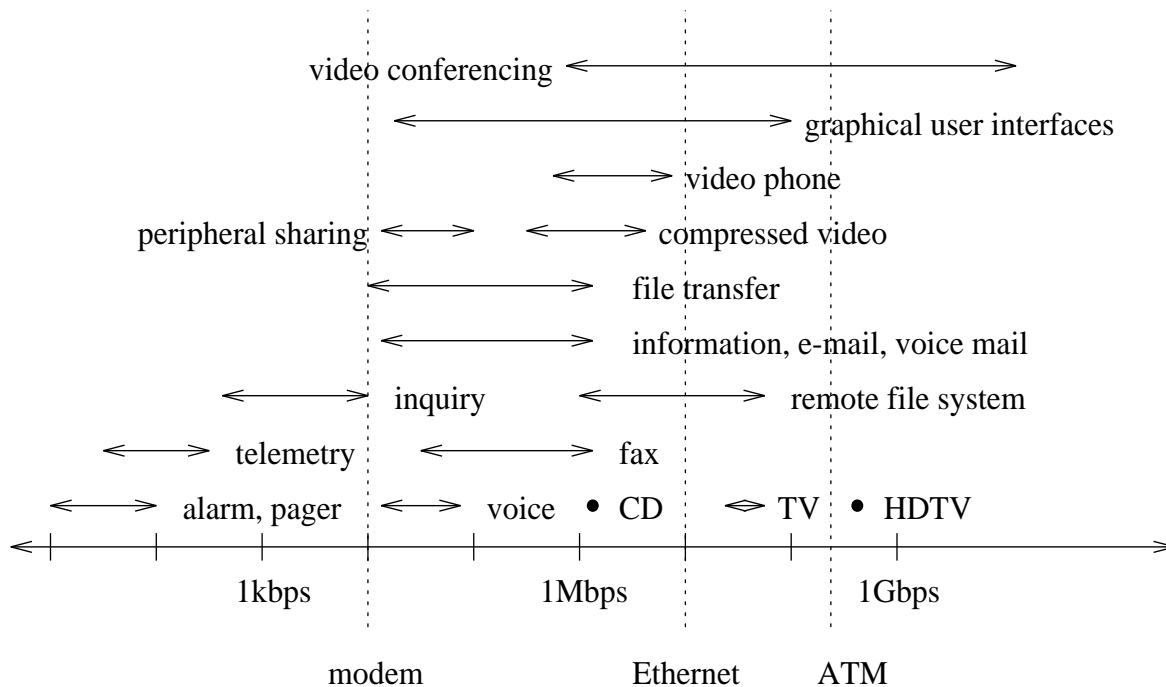 video conferencing
graphical user interfaces
video phone
peripheral sharing compressed video
file transfer
information, e-mail, voice mail
inquiry remote file system
telemetry fax
alarm, pager voice CD TV HDTV
1kbps 1Mbps 1Gbps
modem Ethernet ATM